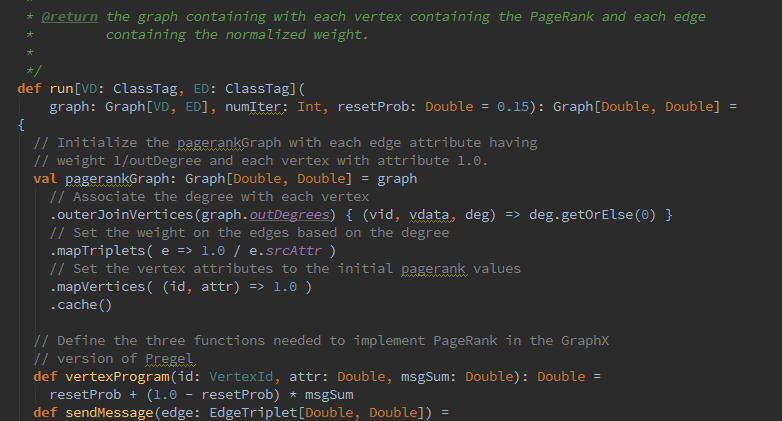 * @return the graph containing with each vertex containing the PageRank and each edge
*         containing the normalized weight.
*
*/
def run[VD: ClassTag, ED: ClassTag](
    graph: Graph[VD, ED], numIter: Int, resetProb: Double = 0.15): Graph[Double, Double] =
{
  // Initialize the pagerankGraph with each edge attribute having
  // weight 1/outDegree and each vertex with attribute 1.0.
  val pagerankGraph: Graph[Double, Double] = graph
    // Associate the degree with each vertex
    .outerJoinVertices(graph.outDegrees) { (vid, vdata, deg) => deg.getOrElse(0) }
    // Set the weight on the edges based on the degree
    .mapTriplets( e => 1.0 / e.srcAttr )
    // Set the vertex attributes to the initial pagerank values
    .mapVertices( (id, attr) => 1.0 )
    .cache()

  // Define the three functions needed to implement PageRank in the GraphX
  // version of Pregel
  def vertexProgram(id: VertexId, attr: Double, msgSum: Double): Double =
    resetProb + (1.0 - resetProb) * msgSum
  def sendMessage(edge: EdgeTriplet[Double, Double]) =